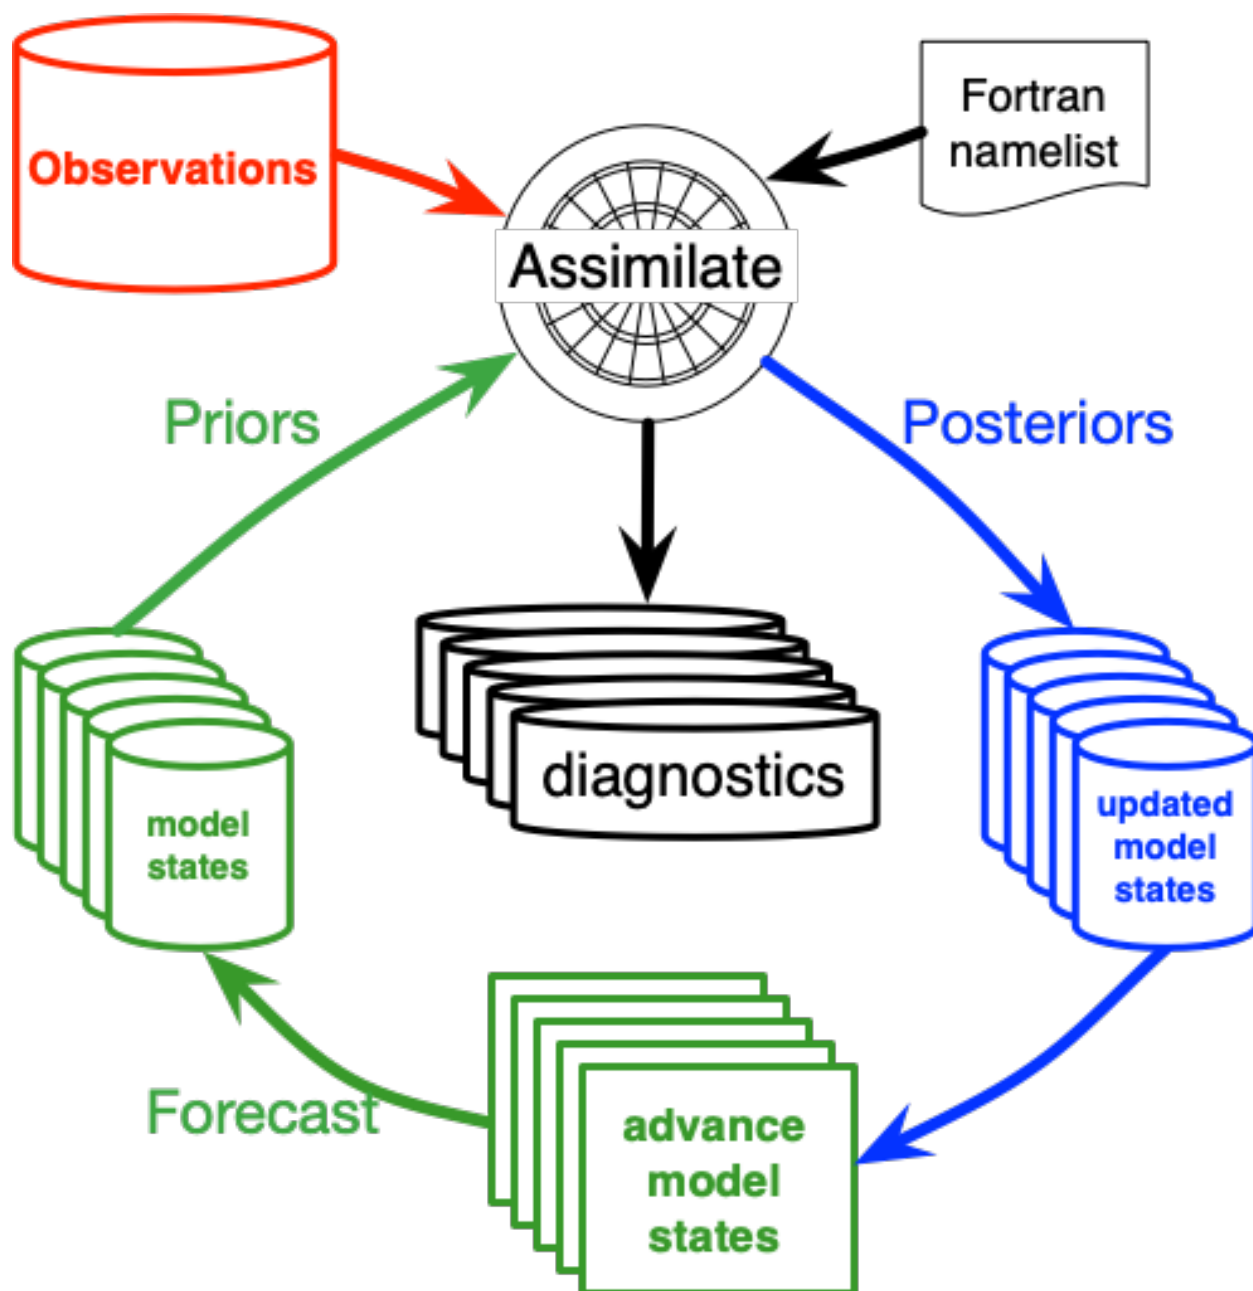 Observations
Fortran
namelist
Assimilate
Priors
Posteriors
diagnostics
model
states
updated
model
states
Forecast
advance
model
states